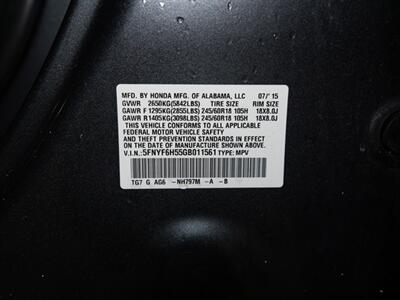 MFD. BY HONDA MFG. OF ALABAMA, LLC 07/'15
GVWR 2650KG(5842LBS) TIRE SIZE RIM SIZE
GAWR F 1295KG(2855LBS) 245/60R18 105H 18X8.0J
GAWR R 1405KG(3098LBS) 245/60R18 105H 18X8.0J
THIS VEHICLE CONFORMS TO ALL APPLICABLE
FEDERAL MOTOR VEHICLE SAFETY
AND THEFT PREVENTION STANDARDS
IN EFFECT ON THE DATE OF MANUFACTURE SHOWN ABOVE.
V.I.N.: 5FNYF6H55GB011561 TYPE: MPV
TG7 G AG6 -NH797M -A -B